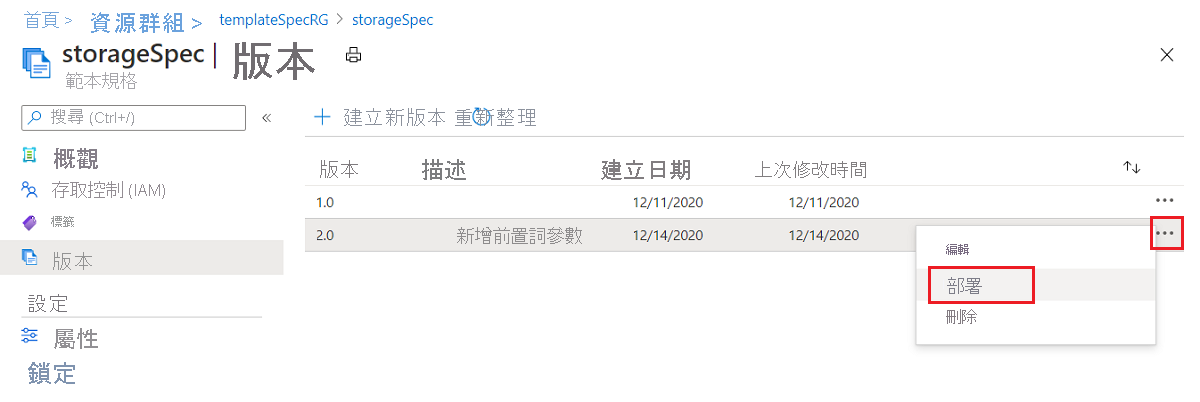 首頁 > 資源群組 > templateSpecRG > storageSpec
storageSpec | 版本
範本規格
搜尋 (Ctrl+/) «
+ 建立新版本 重新整理
概觀
存取控制 (IAM)
標籤
版本
設定
屬性
鎖定
版本 描述 建立日期 上次修改時間
1.0 12/11/2020 12/11/2020
2.0 新增前置詞參數 12/14/2020 12/14/2020
編輯
部署
刪除